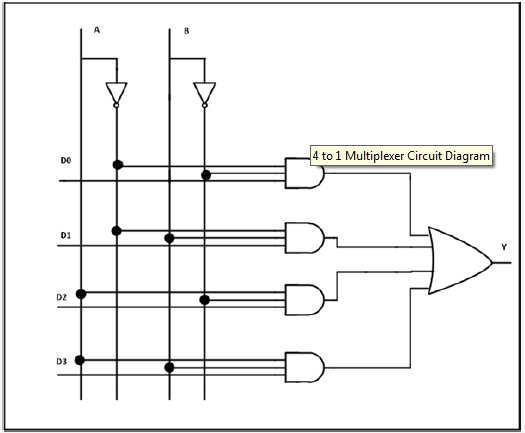 A
B
D0
4 to 1 Multiplexer Circuit Diagram
D1
Y
D2
D3